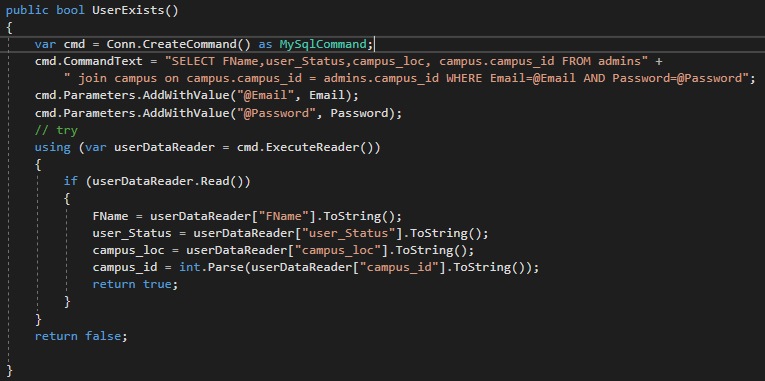 public bool UserExists()
{
var cmd = Conn.CreateCommand() as MySqlCommand;
cmd.CommandText = "SELECT FName,user_Status,campus_loc, campus.campus_id FROM admins" +
" join campus on campus.campus_id = admins.campus_id WHERE Email=@Email AND Password=@Password";
cmd.Parameters.AddWithValue("@Email", Email);
cmd.Parameters.AddWithValue("@Password", Password);
// try
using (var userDataReader = cmd.ExecuteReader())
{
if (userDataReader.Read())
{
FName = userDataReader["FName"].ToString();
user_Status = userDataReader["user_Status"].ToString();
campus_loc = userDataReader["campus_loc"].ToString();
campus_id = int.Parse(userDataReader["campus_id"].ToString());
return true;
}
}
return false;
}